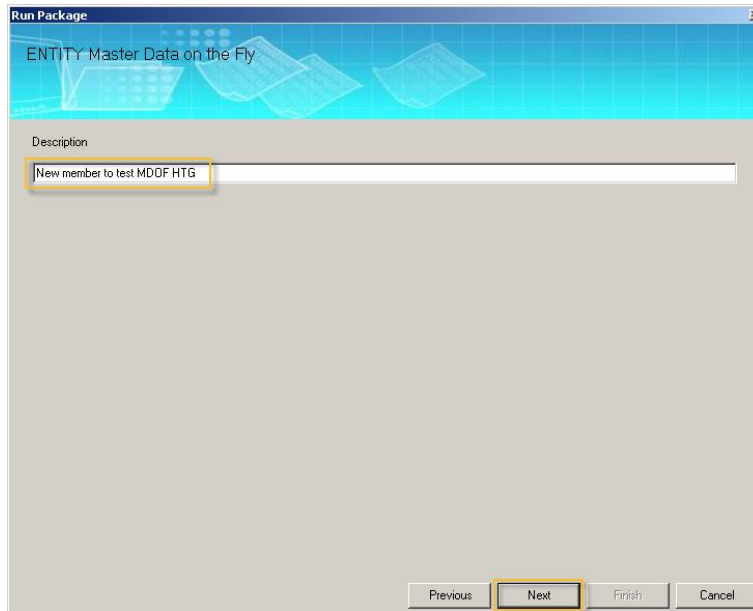 Run Package
ENTITY Master Data on the Fly
Description
New member to test MDOF HTG
Previous Next Finish Cancel